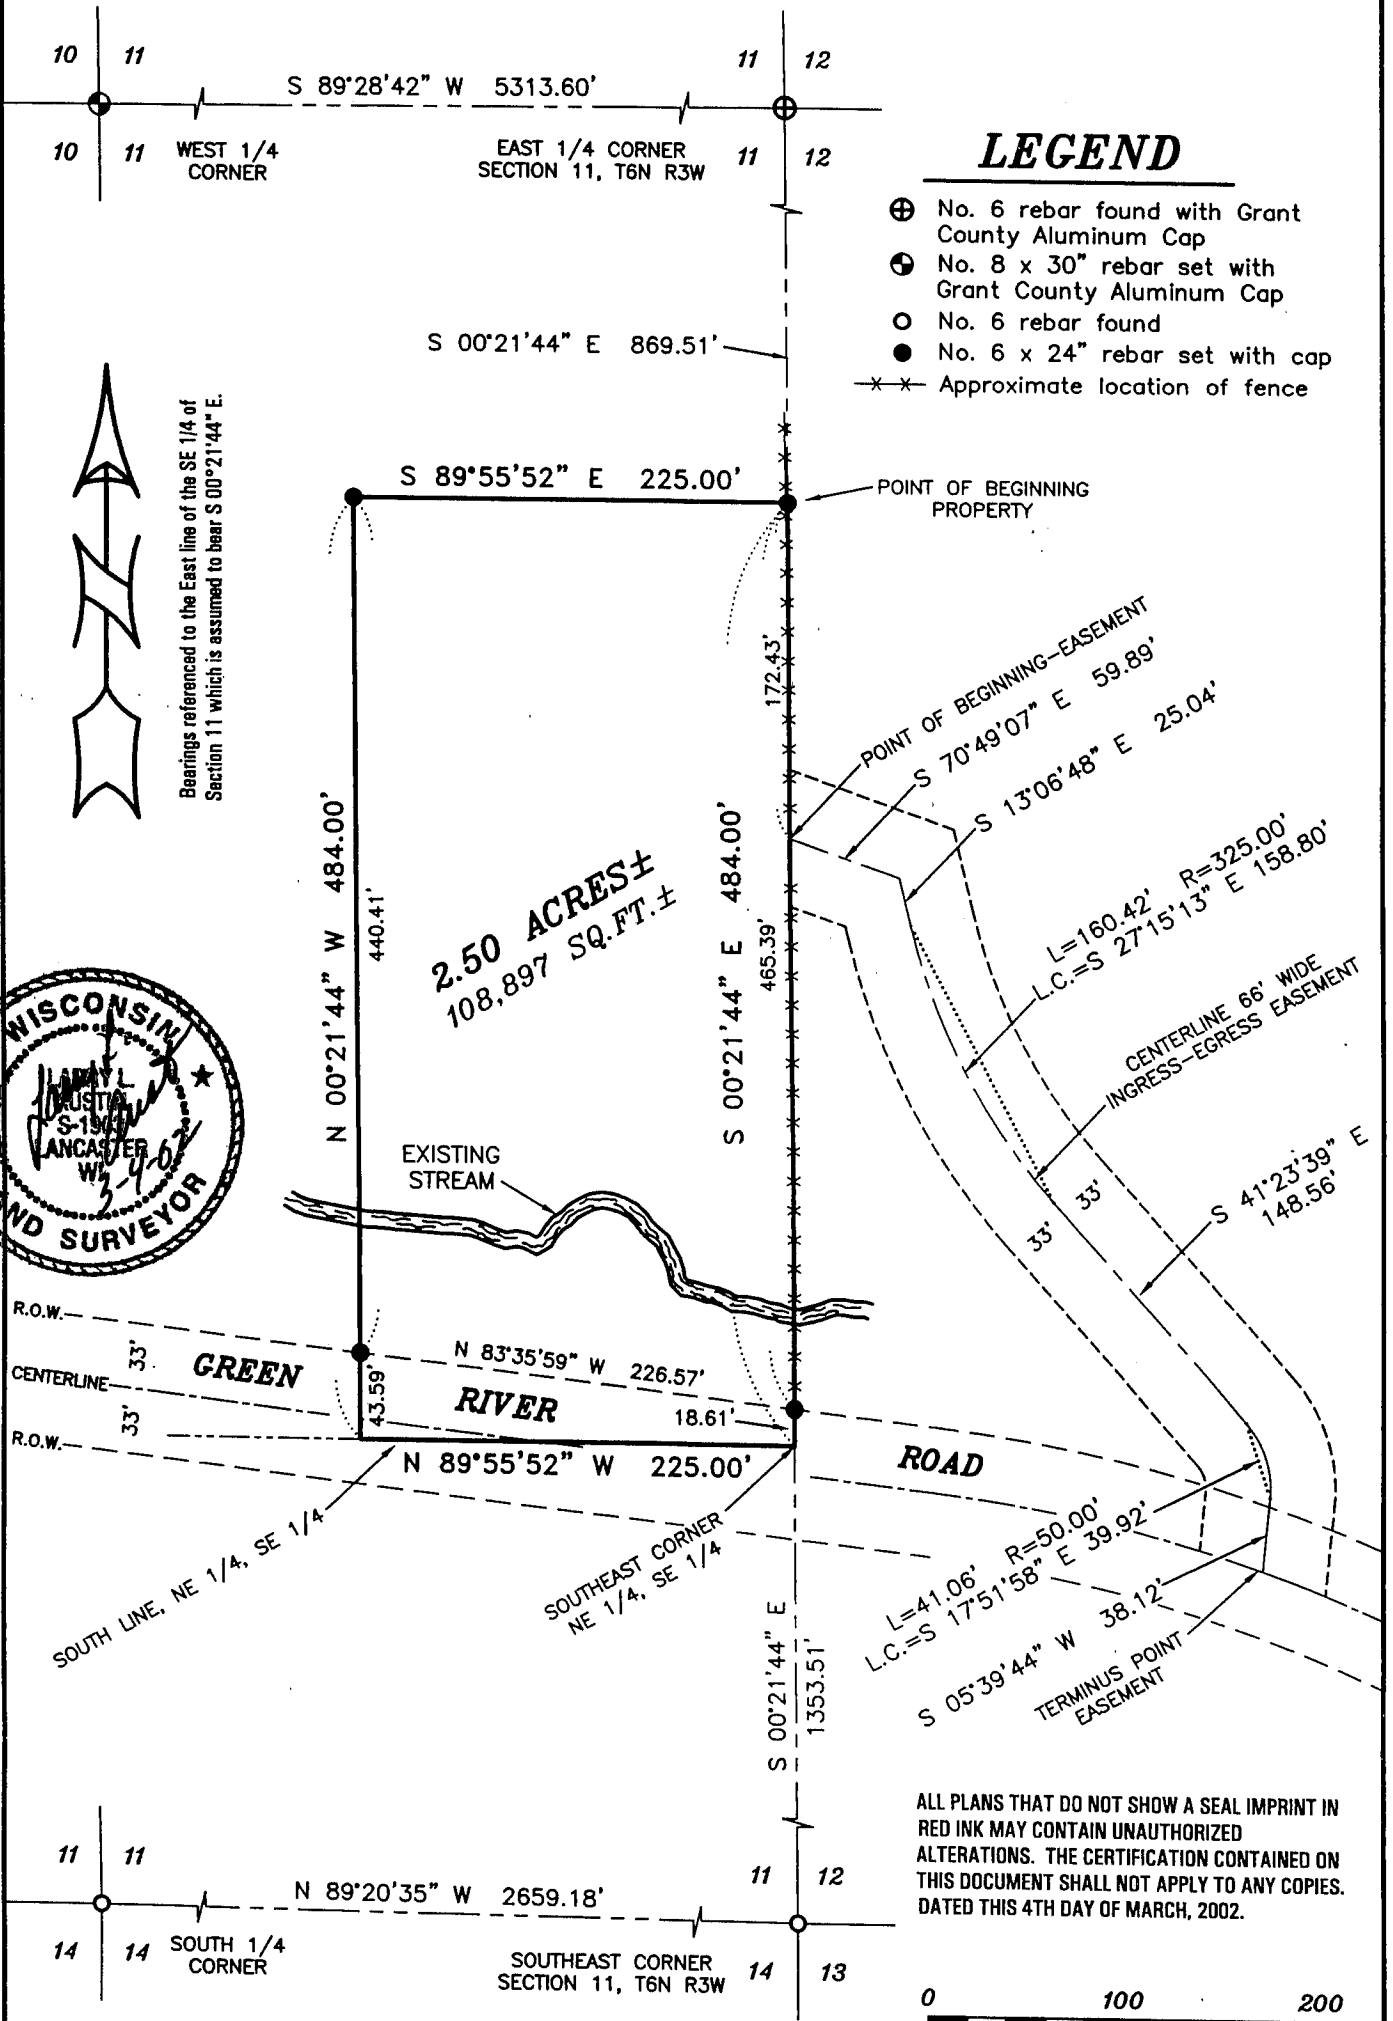 10 11 11 12
S 89°28'42" W 5313.60'
10 11 WEST 1/4
CORNER
EAST 1/4 CORNER
SECTION 11, T6N R3W
11 12
LEGEND
No. 6 rebar found with Grant
County Aluminum Cap
No. 8 x 30" rebar set with
Grant County Aluminum Cap
No. 6 rebar found
No. 6 x 24" rebar set with cap
Approximate location of fence
S 00°21'44" E 869.51'
N
Bearings referenced to the East line of the SE 1/4 of
Section 11 which is assumed to bear S 00°21'44" E.
S 89°55'52" E 225.00'
POINT OF BEGINNING
PROPERTY
172.43'
POINT OF BEGINNING-EASEMENT
S 70°49'07" E 59.89'
S 13°06'48" E 25.04'
L=160.42' R=325.00'
L.C.=S 27°15'13" E 158.80'
CENTERLINE 66' WIDE
INGRESS-EGRESS EASEMENT
N 00°21'44" W 484.00'
440.41'
2.50 ACRES±
108,897 SQ.FT.±
S 00°21'44" E 484.00'
465.39'
WISCONSIN
LARRY L.
AUSTIN
LANCASTER
WI
3-4-02
LAND SURVEYOR
EXISTING
STREAM
33'
33'
S 41°23'39" E
148.56'
R.O.W.
33'
CENTERLINE
33'
R.O.W.
GREEN
RIVER
ROAD
N 83°35'59" W 226.57'
43.59'
18.61'
N 89°55'52" W 225.00'
SOUTH LINE, NE 1/4, SE 1/4
SOUTHEAST CORNER
NE 1/4, SE 1/4
L=41.06' R=50.00'
L.C.=S 17°51'58" E 39.92'
S 05°39'44" W 38.12'
TERMINUS POINT
EASEMENT
S 00°21'44" E
1353.51'
ALL PLANS THAT DO NOT SHOW A SEAL IMPRINT IN
RED INK MAY CONTAIN UNAUTHORIZED
ALTERATIONS. THE CERTIFICATION CONTAINED ON
THIS DOCUMENT SHALL NOT APPLY TO ANY COPIES.
DATED THIS 4TH DAY OF MARCH, 2002.
11 11 11 12
N 89°20'35" W 2659.18'
14 14 SOUTH 1/4
CORNER
SOUTHEAST CORNER
SECTION 11, T6N R3W
14 13
0 100 200